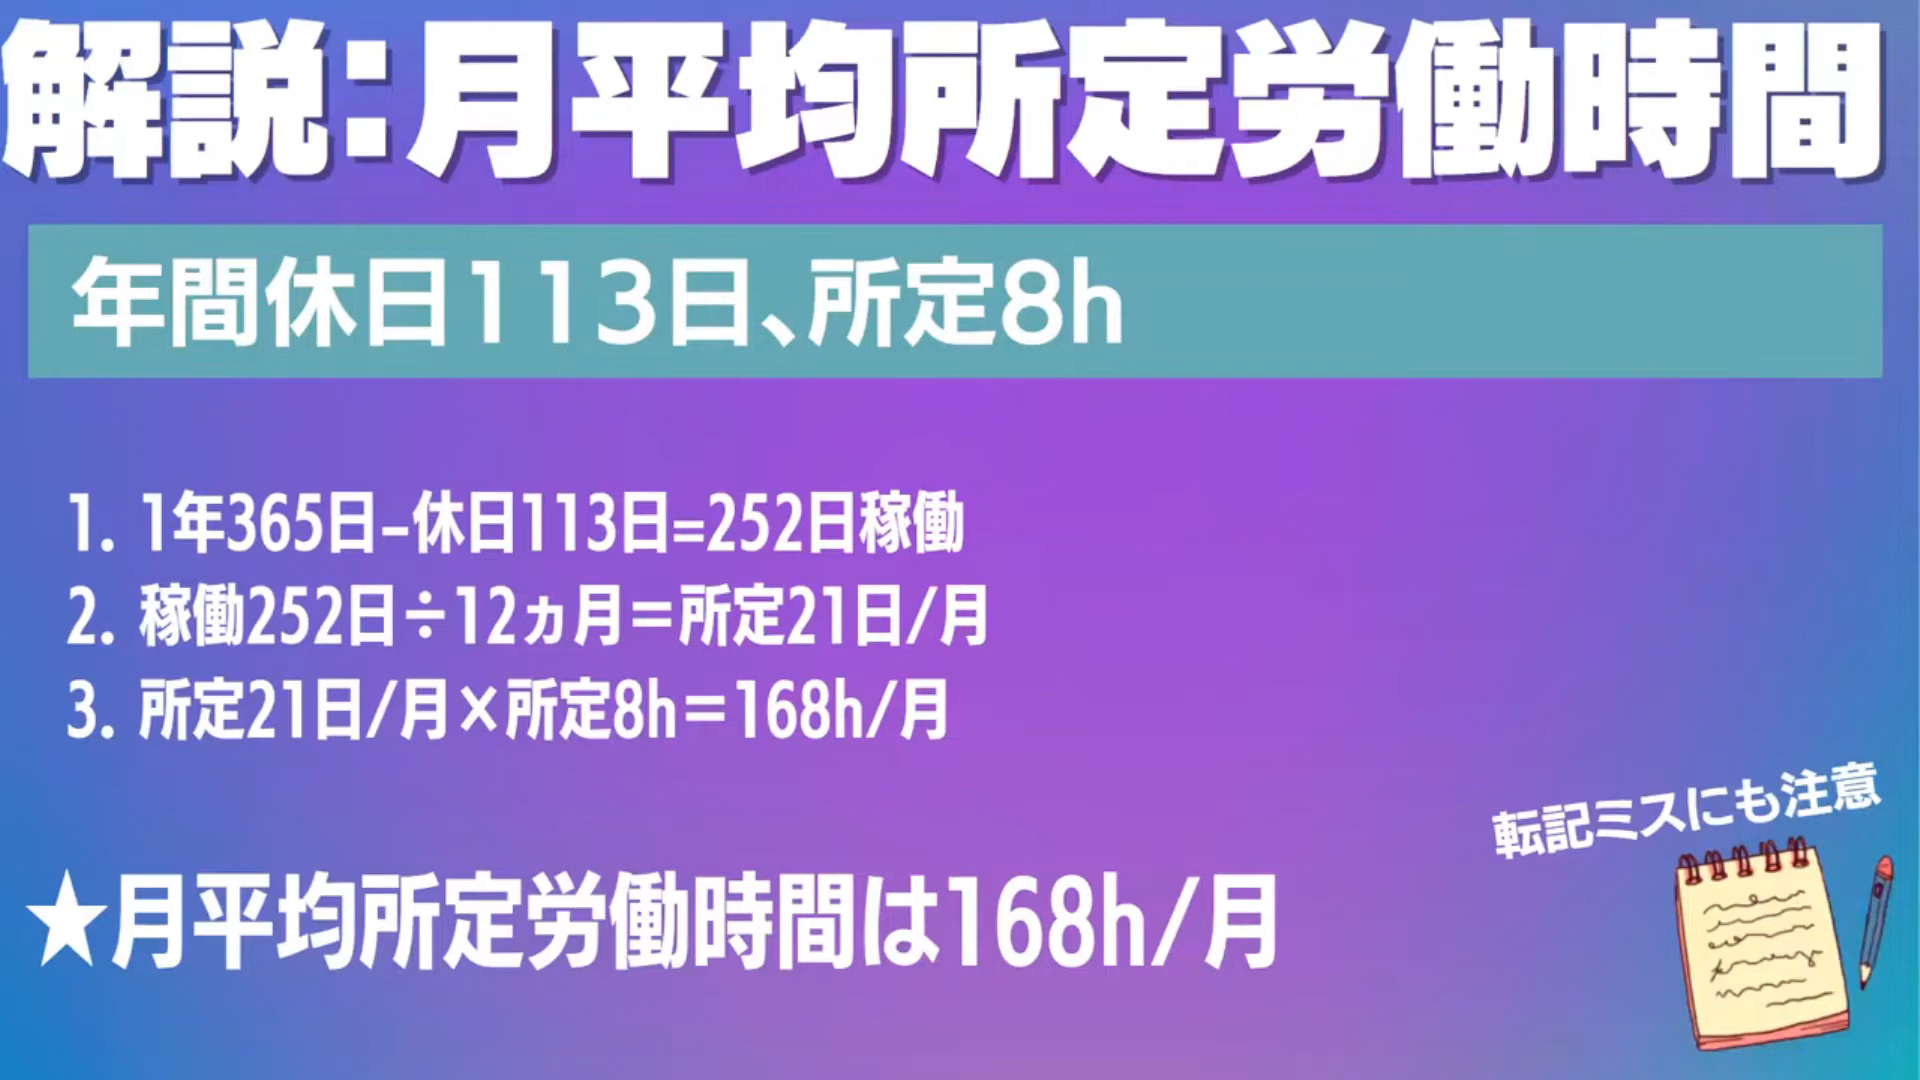 解説:月平均所定労働時間
年間休日113日、所定8h
1. 1年365日-休日113日=252日稼働
2. 稼働252日÷12ヵ月=所定21日/月
3. 所定21日/月×所定8h=168h/月
転記ミスにも注意
★月平均所定労働時間は168h/月